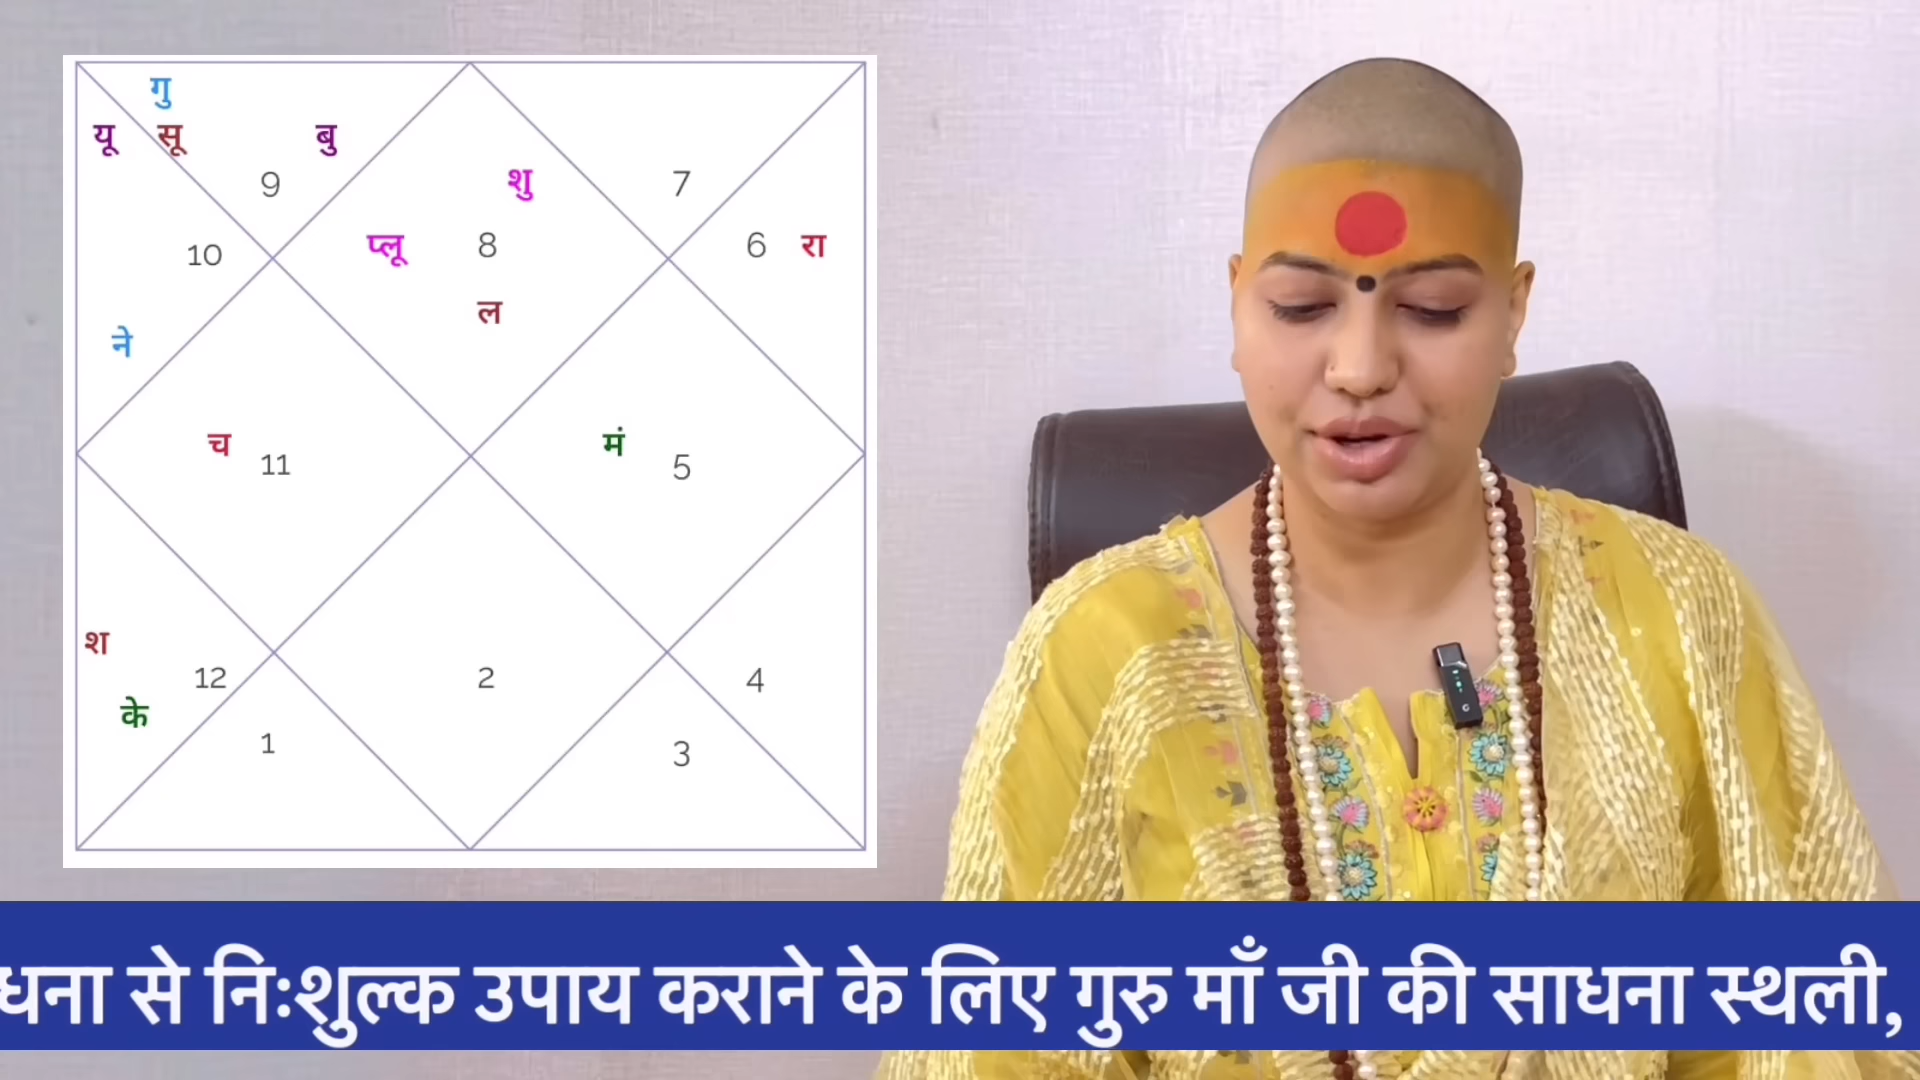 गु
यू सू बु
9
शु
7
10
प्लू 8
6 रा
ल
ने
च 11
मं 5
श
12
2
4
के
1
3
धना से निःशुल्क उपाय कराने के लिए गुरु माँ जी की साधना स्थली,